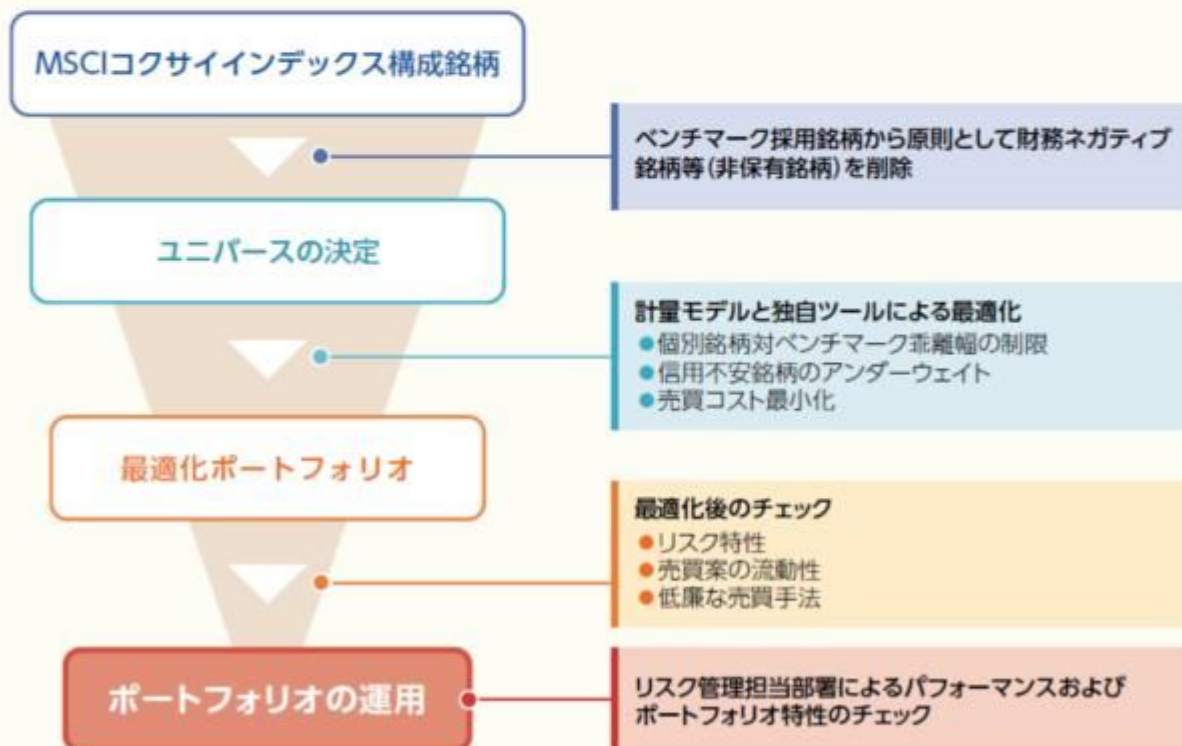 MSCIコクサイインデックス構成銘柄
ベンチマーク採用銘柄から原則として財務ネガティブ
銘柄等(非保有銘柄)を削除
ユニバースの決定
計量モデルと独自ツールによる最適化
●個別銘柄対ベンチマーク乖離幅の制限
●信用不安銘柄のアンダーウェイト
●売買コスト最小化
最適化ポートフォリオ
最適化後のチェック
●リスク特性
●売買案の流動性
●低廉な売買手法
ポートフォリオの運用
リスク管理担当部署によるパフォーマンスおよび
ポートフォリオ特性のチェック